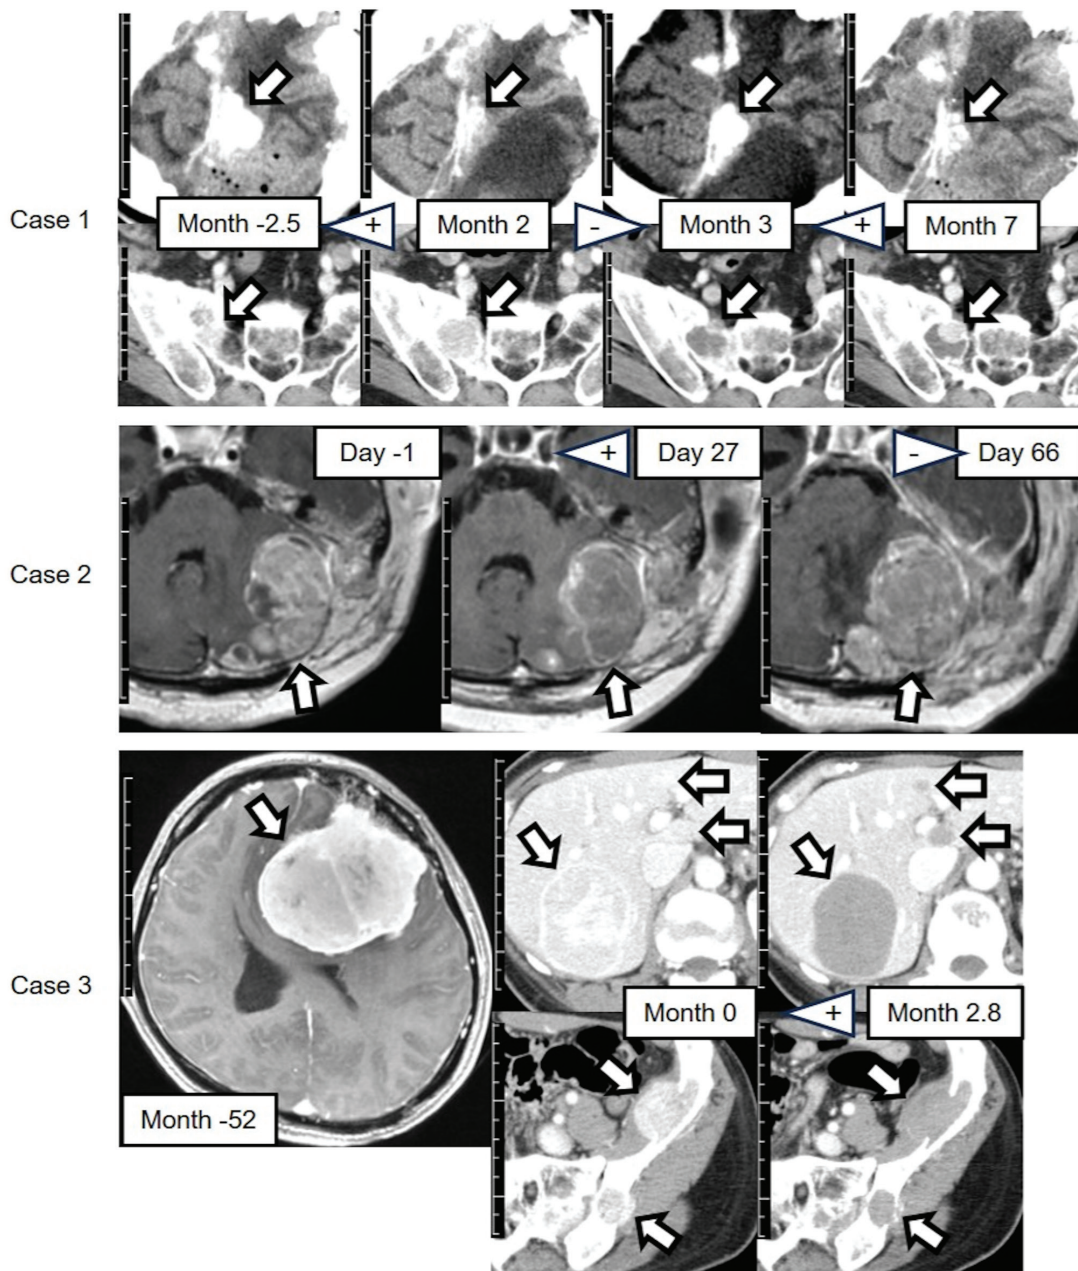 Case 1
Month -2.5
+
Month 2
-
Month 3
+
Month 7
Case 2
Day -1
+
Day 27
-
Day 66
Case 3
Month -52
Month 0
+
Month 2.8